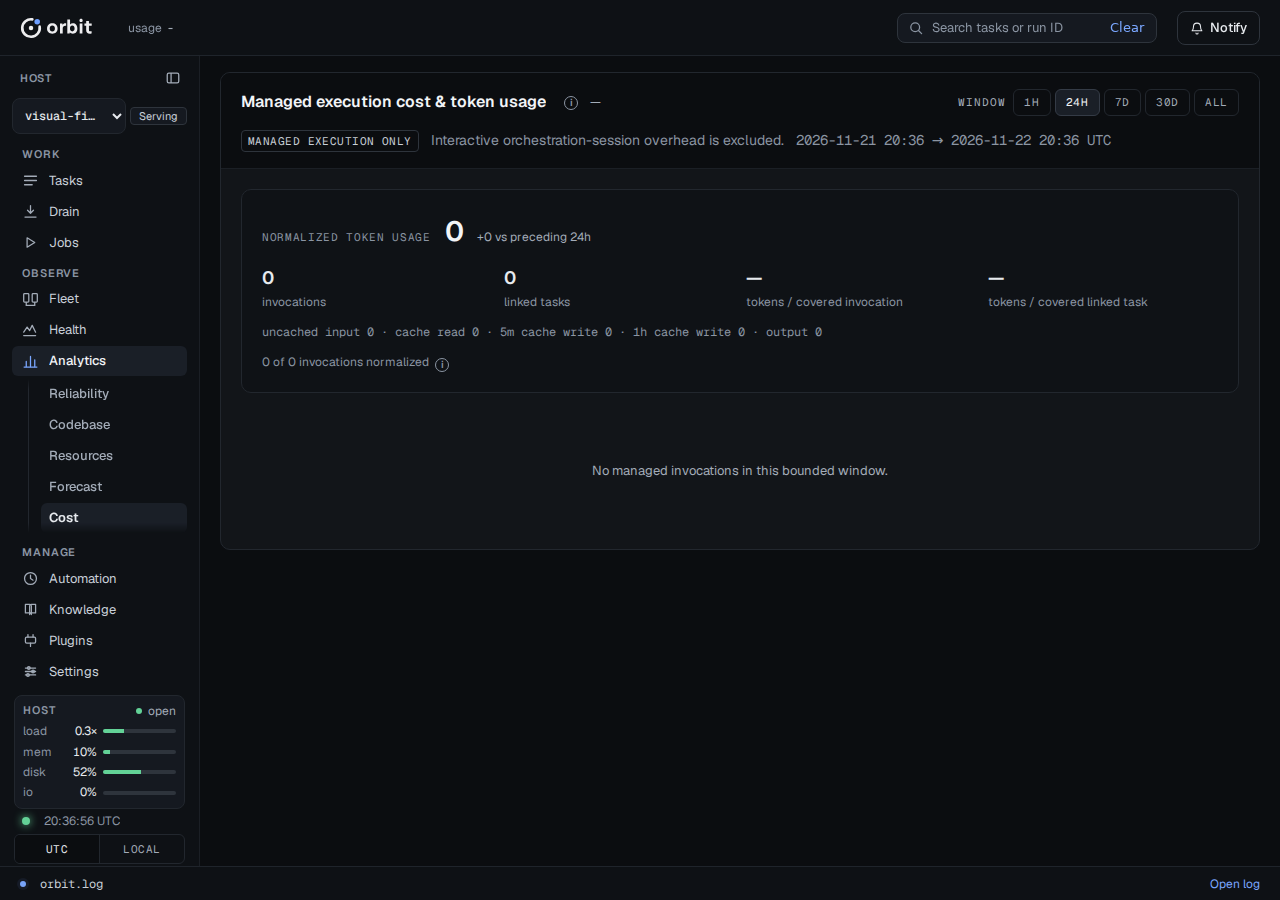 orbit
usage -
Search tasks or run ID
Clear
Notify
HOST
visual-fi…
Serving
WORK
Tasks
Drain
Jobs
OBSERVE
Fleet
Health
Analytics
Reliability
Codebase
Resources
Forecast
Cost
MANAGE
Automation
Knowledge
Plugins
Settings
HOST
open
load 0.3×
mem 10%
disk 52%
io 0%
20:36:56 UTC
UTC LOCAL
Managed execution cost & token usage —
WINDOW 1H 24H 7D 30D ALL
MANAGED EXECUTION ONLY Interactive orchestration-session overhead is excluded. 2026-11-21 20:36 → 2026-11-22 20:36 UTC
NORMALIZED TOKEN USAGE 0 +0 vs preceding 24h
0 0 — —
invocations linked tasks tokens / covered invocation tokens / covered linked task
uncached input 0 · cache read 0 · 5m cache write 0 · 1h cache write 0 · output 0
0 of 0 invocations normalized
No managed invocations in this bounded window.
orbit.log
Open log